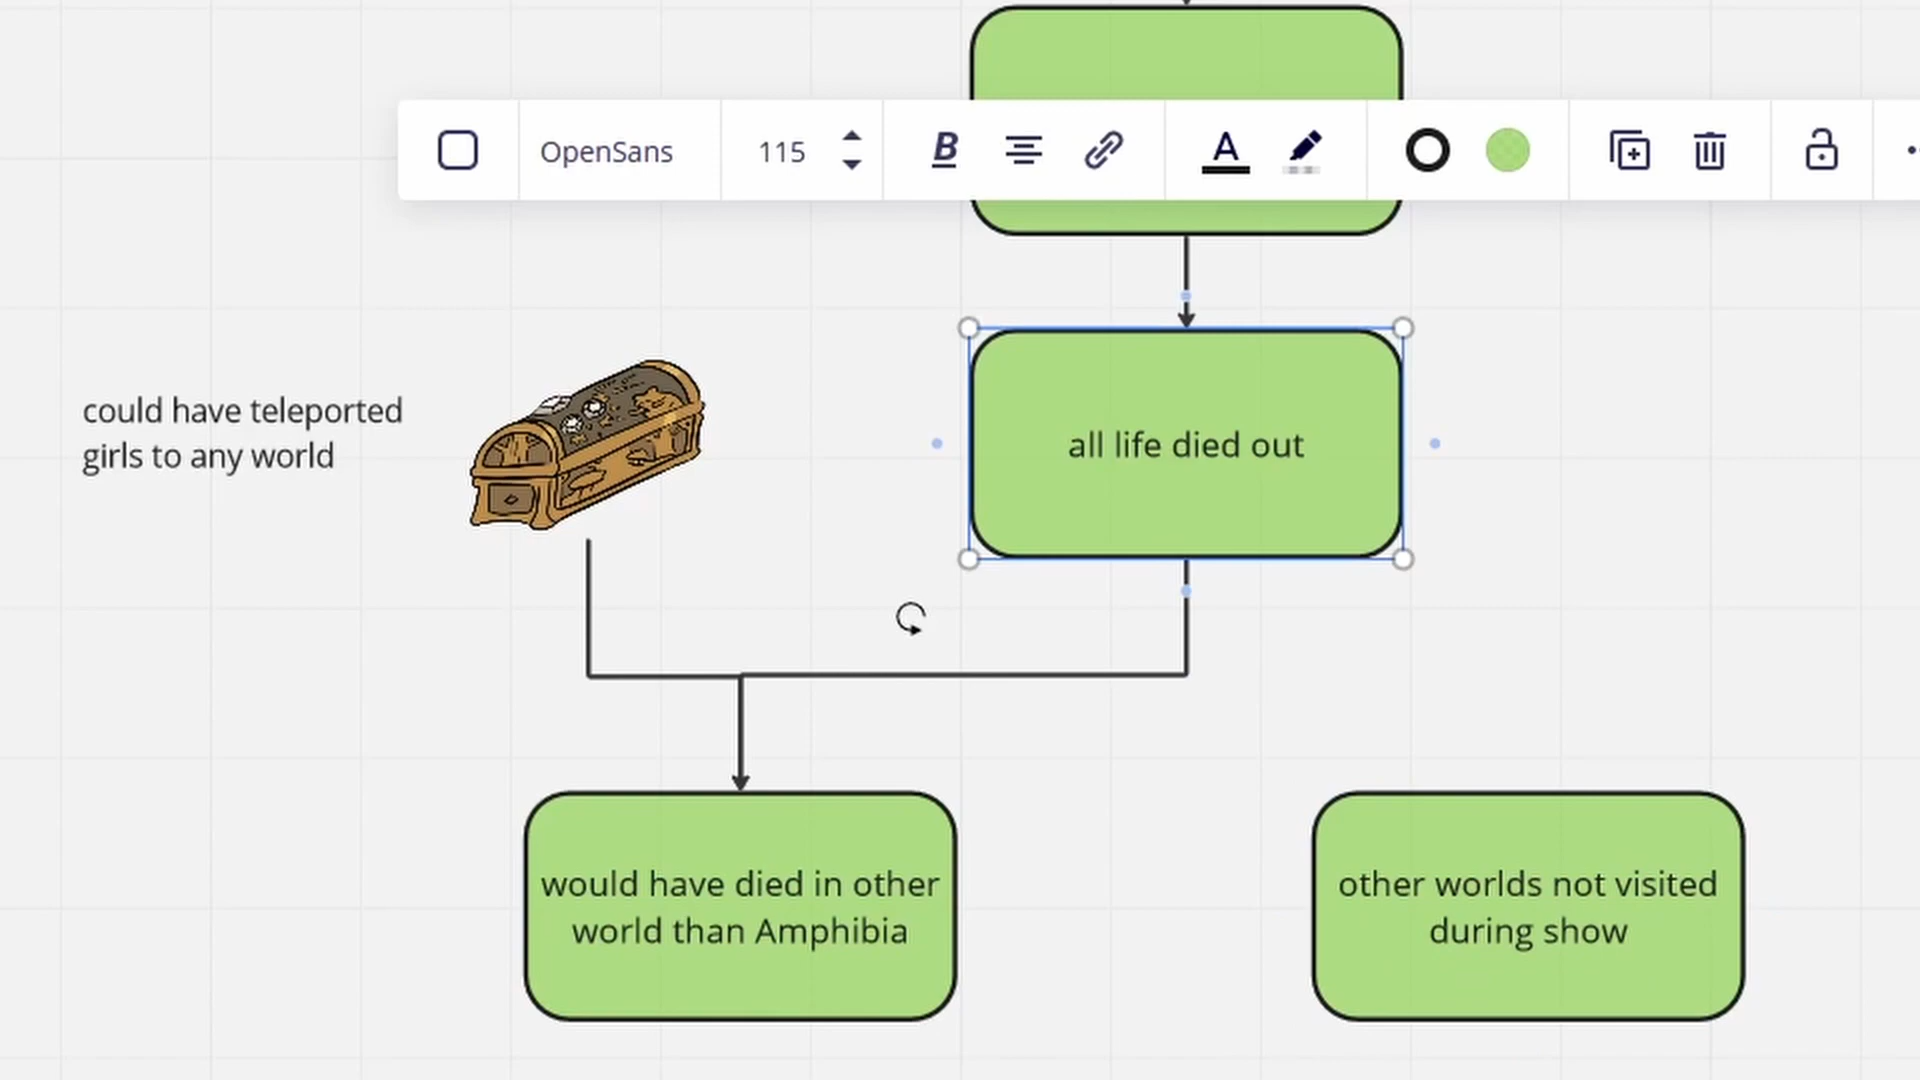 OpenSans
115
B
A
could have teleported
girls to any world
all life died out
would have died in other
world than Amphibia
other worlds not visited
during show